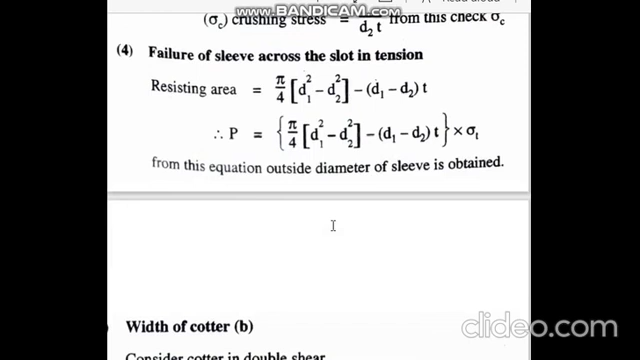 www.BANDICAM.com
(σc) crushing stress = d₂ t from this check σc
(4) Failure of sleeve across the slot in tension
Resisting area = π/4 [d₁² – d₂²] – (d₁ – d₂) t
∴ P = {π/4 [d₁² – d₂²] – (d₁ – d₂) t} × σt
from this equation outside diameter of sleeve is obtained.
Width of cotter (b)
clideo.com
Consider cotter in double shear